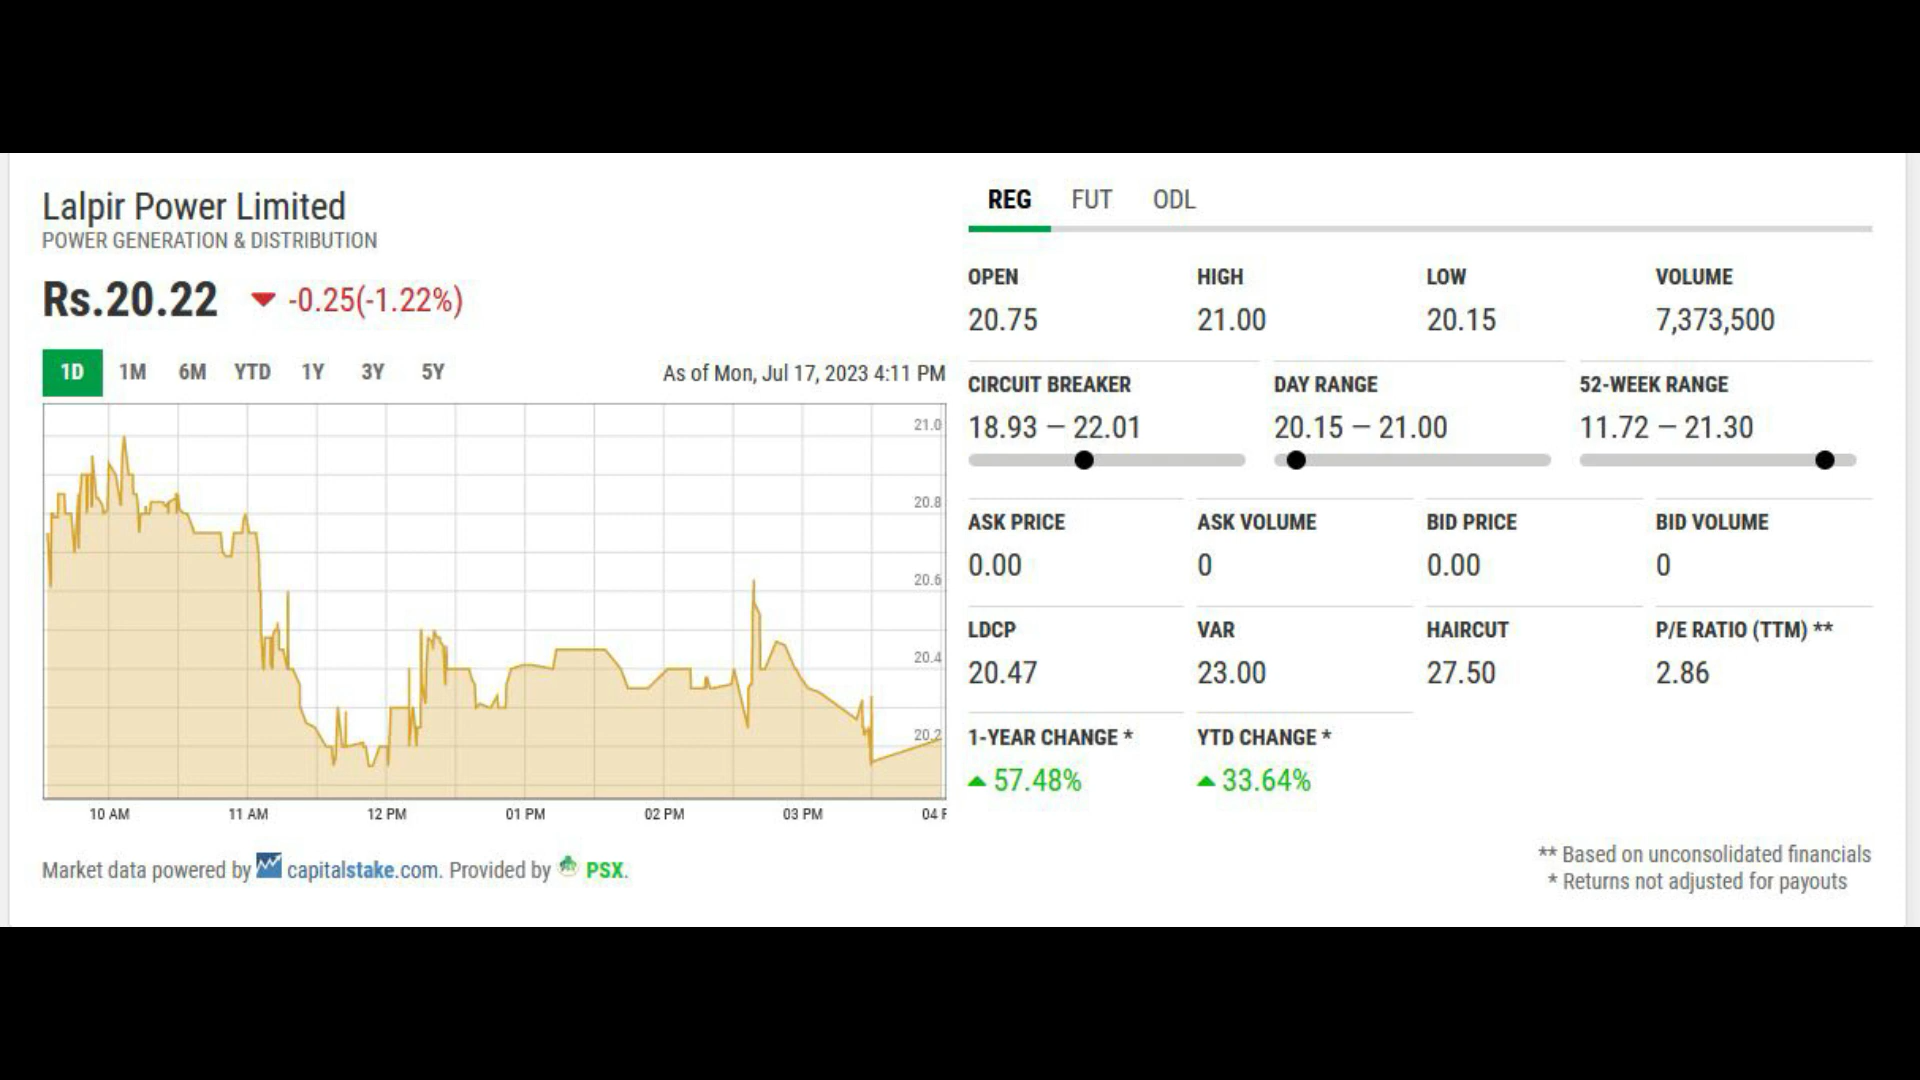 Lalpir Power Limited
POWER GENERATION & DISTRIBUTION
Rs.20.22 -0.25(-1.22%)
1D 1M 6M YTD 1Y 3Y 5Y As of Mon, Jul 17, 2023 4:11 PM
21.0
20.8
20.6
20.4
20.2
10 AM 11 AM 12 PM 01 PM 02 PM 03 PM 04
Market data powered by capitalstake.com. Provided by PSX.
REG FUT ODL
OPEN HIGH LOW VOLUME
20.75 21.00 20.15 7,373,500
CIRCUIT BREAKER DAY RANGE 52-WEEK RANGE
18.93 — 22.01 20.15 — 21.00 11.72 — 21.30
ASK PRICE ASK VOLUME BID PRICE BID VOLUME
0.00 0 0.00 0
LDCP VAR HAIRCUT P/E RATIO (TTM) **
20.47 23.00 27.50 2.86
1-YEAR CHANGE * YTD CHANGE *
57.48% 33.64%
** Based on unconsolidated financials
* Returns not adjusted for payouts